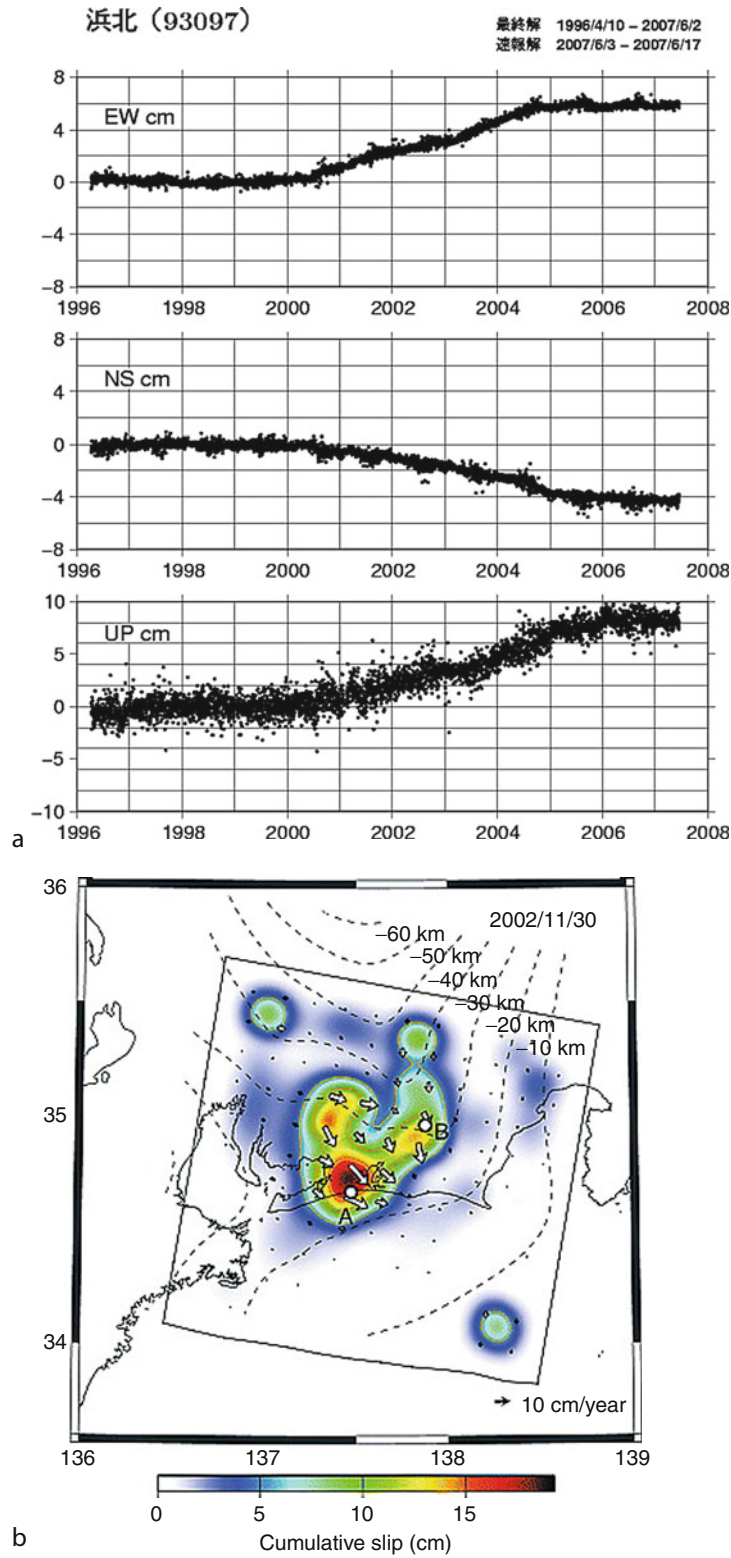 浜北（93097）
最終解 1996/4/10 – 2007/6/2
速報解 2007/6/3 – 2007/6/17
8
4
0
–4
–8
EW cm
1996 1998 2000 2002 2004 2006 2008
8
4
0
–4
–8
NS cm
1996 1998 2000 2002 2004 2006 2008
10
5
0
–5
–10
UP cm
1996 1998 2000 2002 2004 2006 2008
a
36
35
34
2002/11/30
–60 km
–50 km
–40 km
–30 km
–20 km
–10 km
B
A
10 cm/year
136 137 138 139
0 5 10 15
Cumulative slip (cm)
b